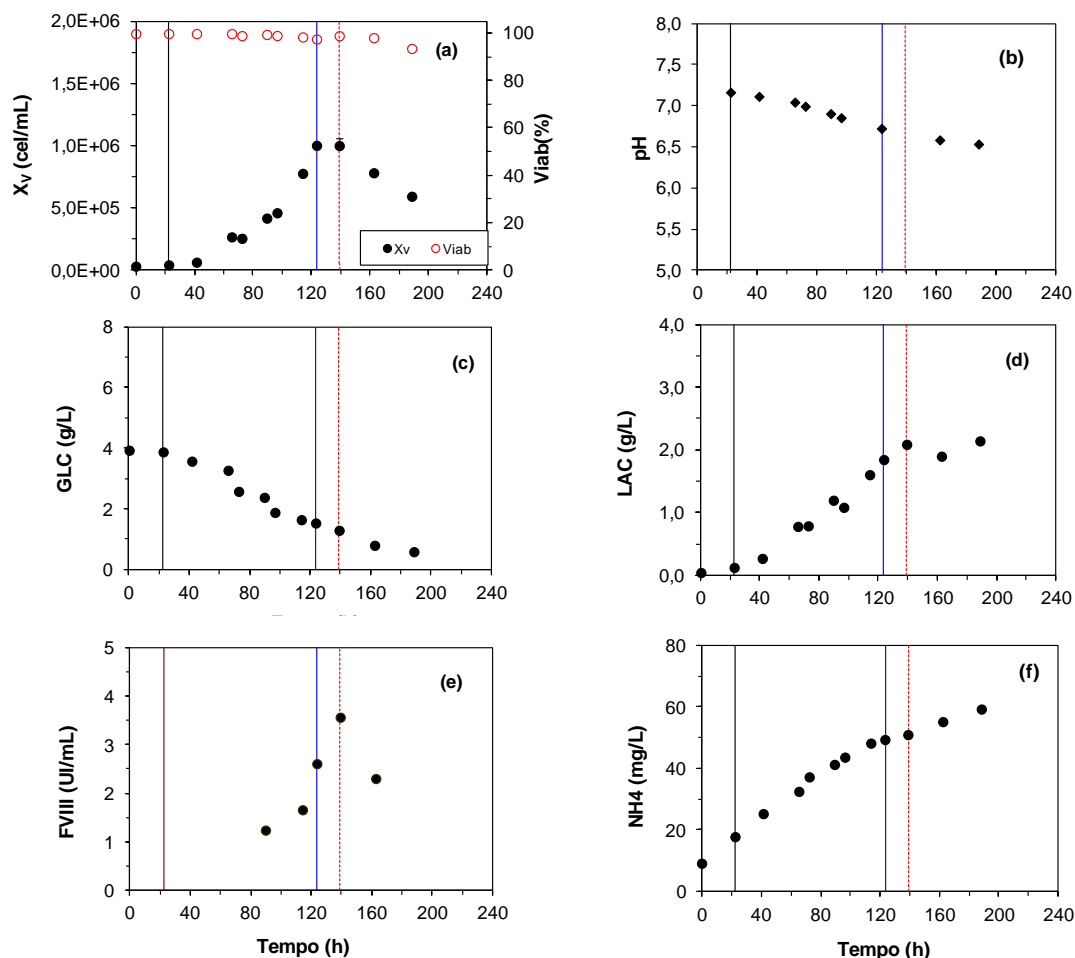 2,0E+06
1,5E+06
1,0E+06
5,0E+05
0,0E+00
XV (cel/mL)
100
80
60
40
20
0
Viab(%)
(a)
Xv
Viab
0 40 80 120 160 200 240
8,0
7,0
6,5
6,0
5,0
pH
(b)
0 40 80 120 160 200 240
8
6
4
2
0
GLC (g/L)
(c)
0 40 80 120 160 200 240
4,0
3,0
2,0
1,0
0,0
LAC (g/L)
(d)
0 40 80 120 160 200 240
5
4
3
2
1
0
FVIII (UI/mL)
(e)
0 40 80 120 160 200 240
Tempo (h)
80
60
40
20
0
NH4 (mg/L)
(f)
0 40 80 120 160 200 240
Tempo (h)